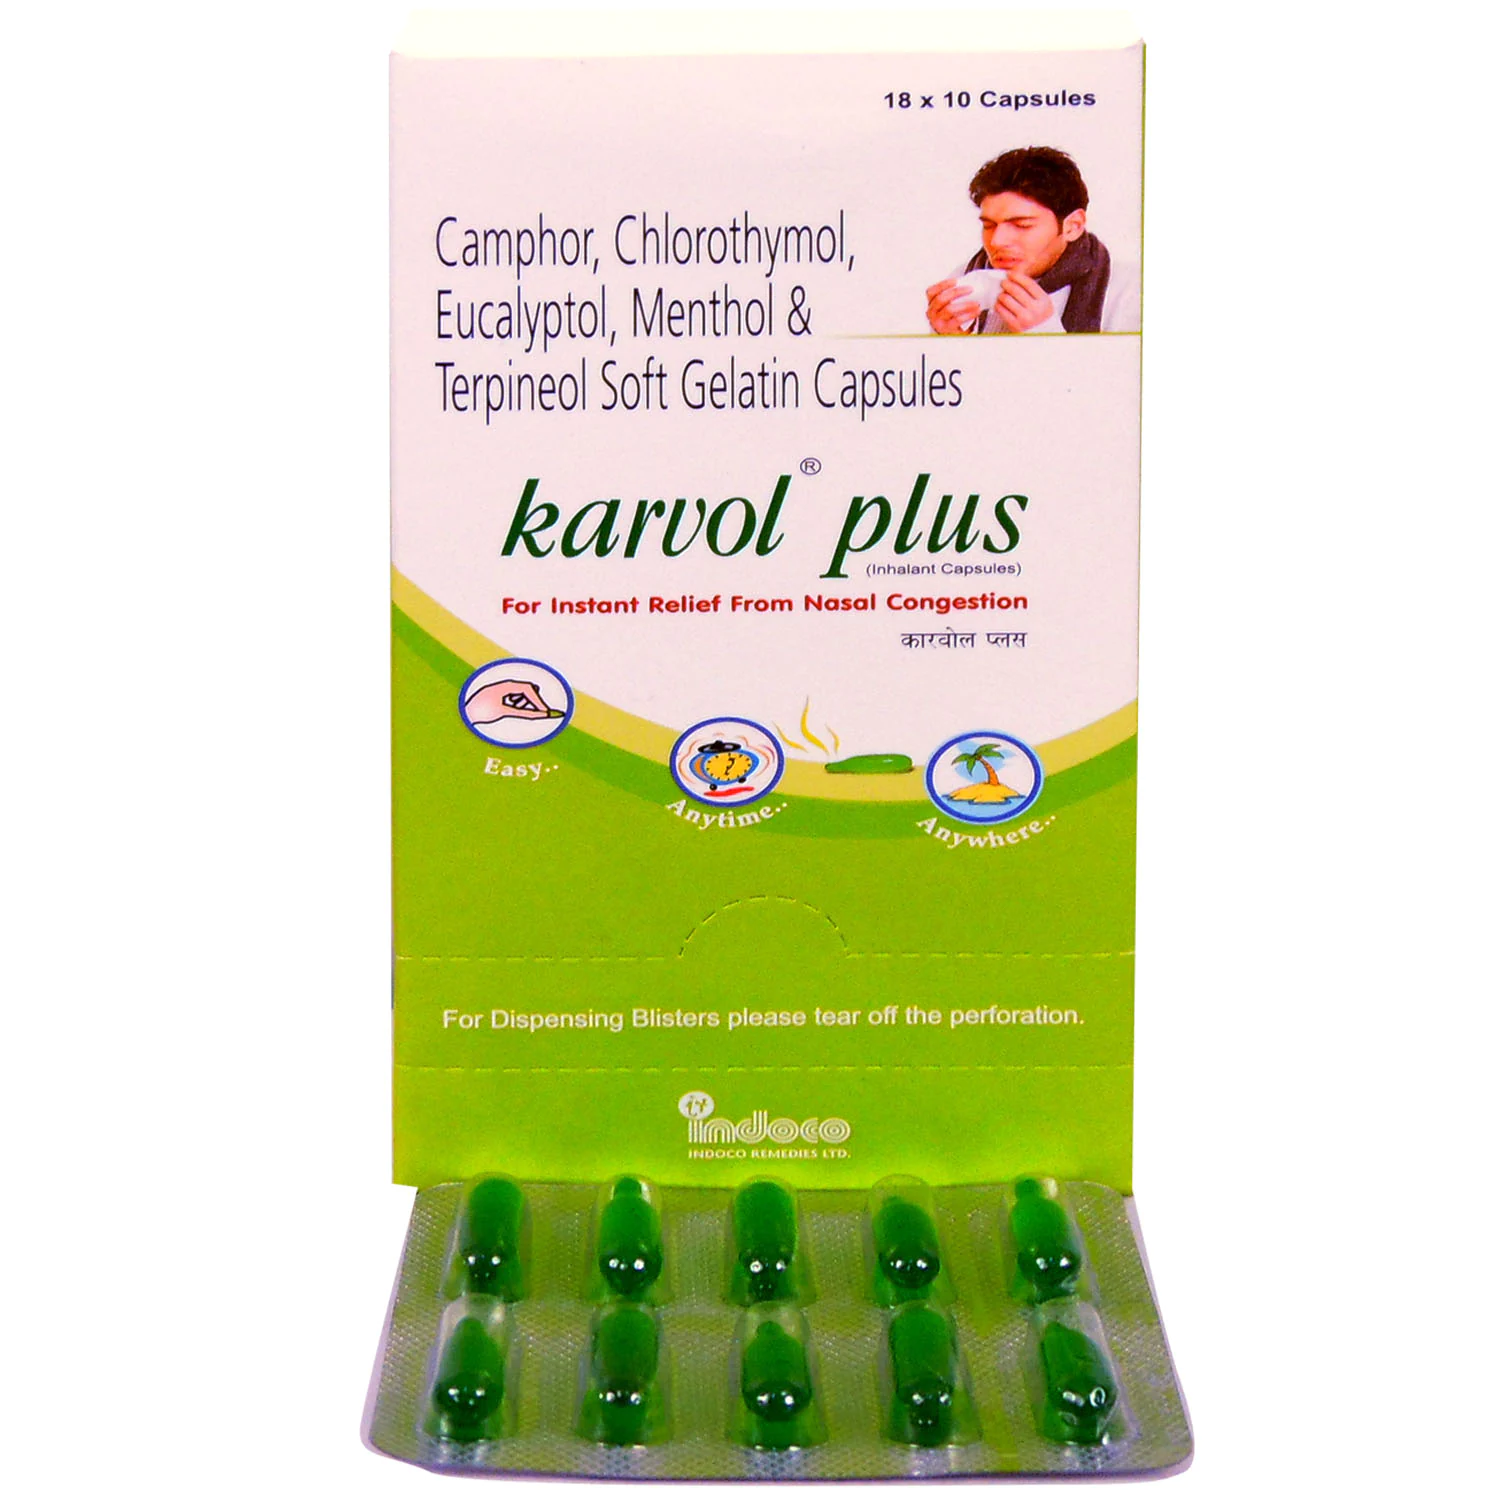 18 x 10 Capsules
Camphor, Chlorothymol,
Eucalyptol, Menthol &
Terpineol Soft Gelatin Capsules
karvol® plus
(Inhalant Capsules)
For Instant Relief From Nasal Congestion
कारवोल प्लस
Easy..
Anytime..
Anywhere..
For Dispensing Blisters please tear off the perforation.
indoco
INDOCO REMEDIES LTD.